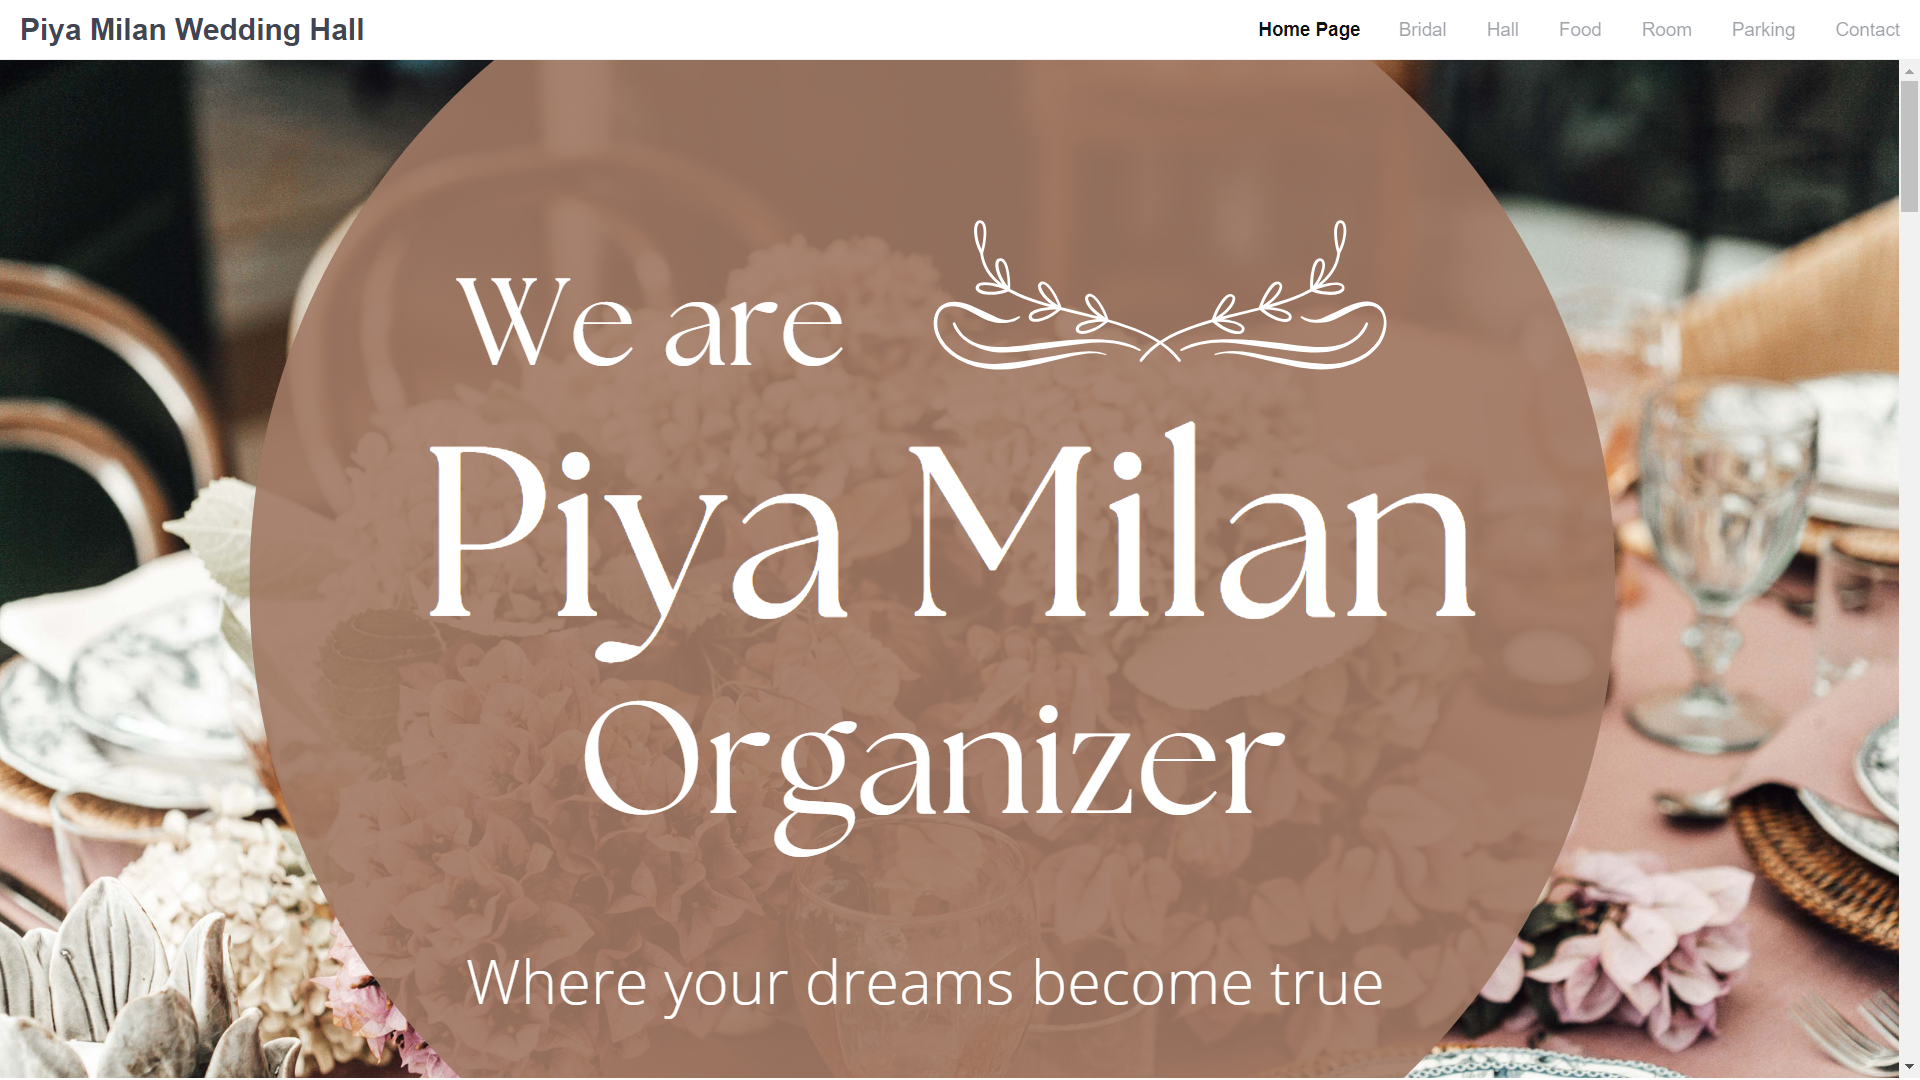 Piya Milan Wedding Hall
Home Page Bridal Hall Food Room Parking Contact
We are
Piya Milan
Organizer
Where your dreams become true